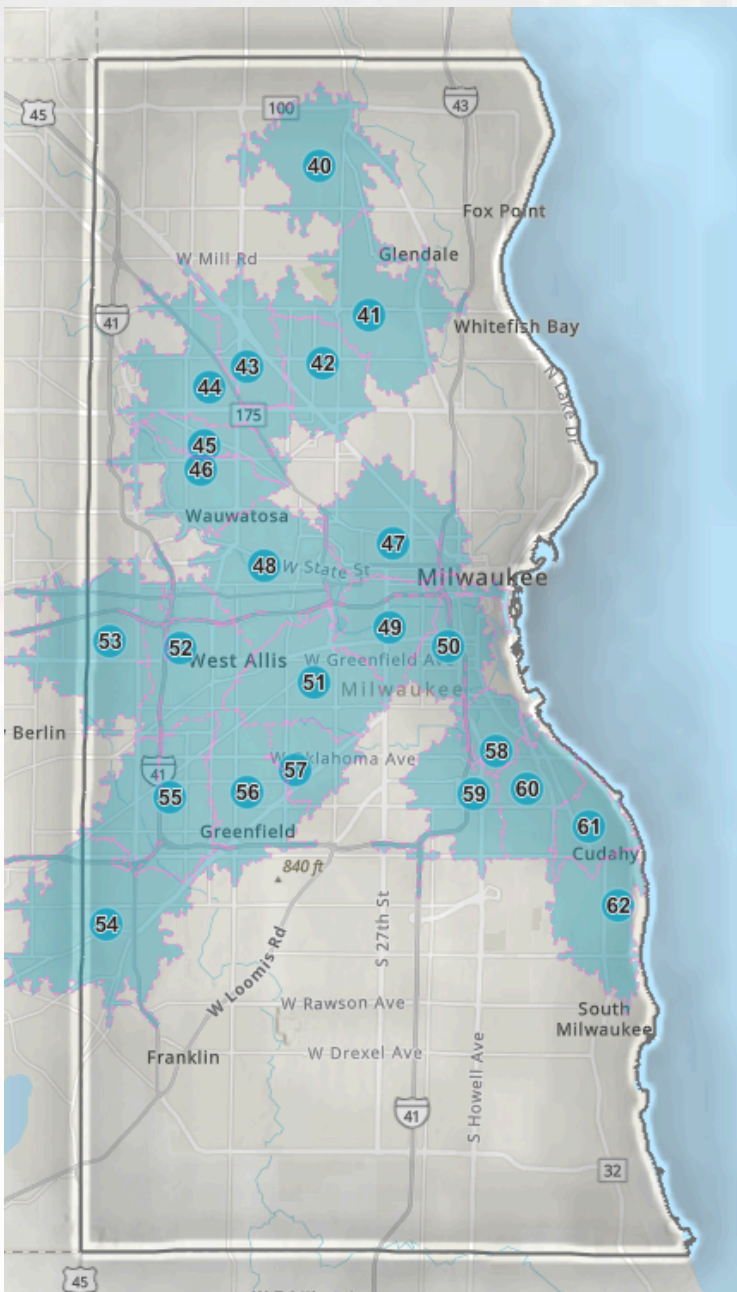 45
100
43
40
Fox Point
W Mill Rd
Glendale
41
41
Whitefish Bay
43
42
44
N Lake Dr
175
45
46
Wauwatosa
47
48
W State St
Milwaukee
53
49
52
50
West Allis
W Greenfield Ave
51
Milwaukee
Berlin
58
W Oklahoma Ave
57
41
55
56
59
60
Greenfield
61
Cudahy
840 ft
62
54
S 27th St
W Loomis Rd
W Rawson Ave
South
Milwaukee
Franklin
W Drexel Ave
S Howell Ave
41
32
45